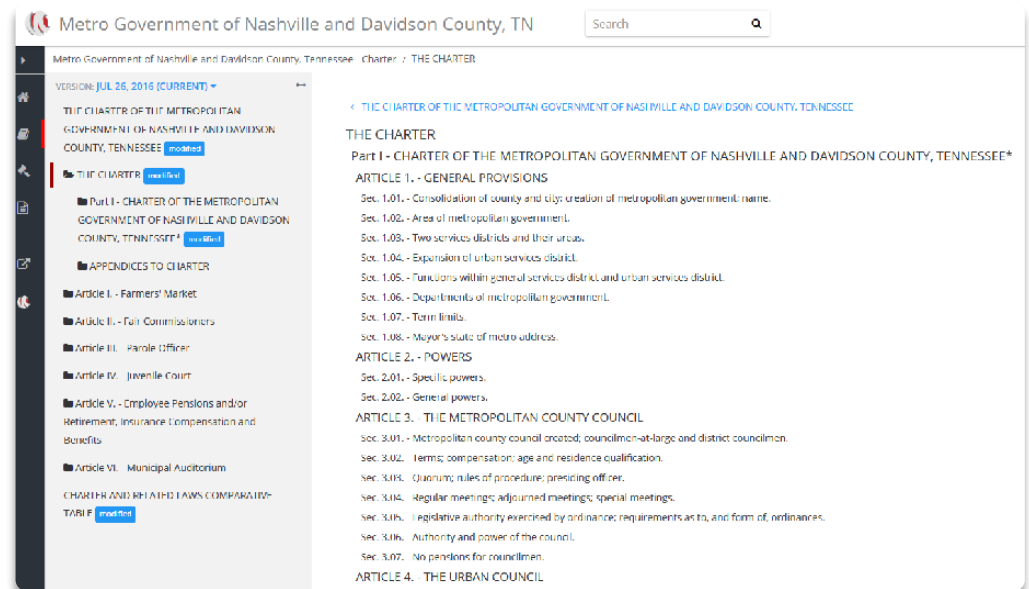 Metro Government of Nashville and Davidson County, TN
Search
Metro Government of Nashville and Davidson County, Tennessee Charter / THE CHARTER
VERSION: JUL 26, 2016 (CURRENT)
THE CHARTER OF THE METROPOLITAN
GOVERNMENT OF NASHVILLE AND DAVIDSON
COUNTY, TENNESSEE modified
THE CHARTER modified
Part I - CHARTER OF THE METROPOLITAN
GOVERNMENT OF NASHVILLE AND DAVIDSON
COUNTY, TENNESSEE* modified
APPENDICES TO CHARTER
Article I. - Farmers' Market
Article II. - Fair Commissioners
Article III. Parole Officer
Article IV. Juvenile Court
Article V. - Employee Pensions and/or
Retirement, Insurance Compensation and
Benefits
Article VI. Municipal Auditorium
CHARTER AND RELATED LAWS COMPARATIVE
TABLE modified
< THE CHARTER OF THE METROPOLITAN GOVERNMENT OF NASHVILLE AND DAVIDSON COUNTY, TENNESSEE
THE CHARTER
Part I - CHARTER OF THE METROPOLITAN GOVERNMENT OF NASHVILLE AND DAVIDSON COUNTY, TENNESSEE*
ARTICLE 1. - GENERAL PROVISIONS
Sec. 1.01. - Consolidation of county and city; creation of metropolitan government; name.
Sec. 1.02. - Area of metropolitan government.
Sec. 1.03. - Two services districts and their areas.
Sec. 1.04. - Expansion of urban services district.
Sec. 1.05. - Functions within general services district and urban services district.
Sec. 1.06. - Departments of metropolitan government.
Sec. 1.07. - Term limits.
Sec. 1.08. - Mayor's state of metro address.
ARTICLE 2. - POWERS
Sec. 2.01. - Specific powers.
Sec. 2.02. - General powers.
ARTICLE 3. - THE METROPOLITAN COUNTY COUNCIL
Sec. 3.01. - Metropolitan county council created; councilmen-at-large and district councilmen.
Sec. 3.02. Terms; compensation; age and residence qualification.
Sec. 3.03. Quorum; rules of procedure; presiding officer.
Sec. 3.04. Regular meetings; adjourned meetings; special meetings.
Sec. 3.05. Legislative authority exercised by ordinance; requirements as to, and form of, ordinances.
Sec. 3.06. Authority and power of the council.
Sec. 3.07. No pensions for councilmen.
ARTICLE 4. - THE URBAN COUNCIL